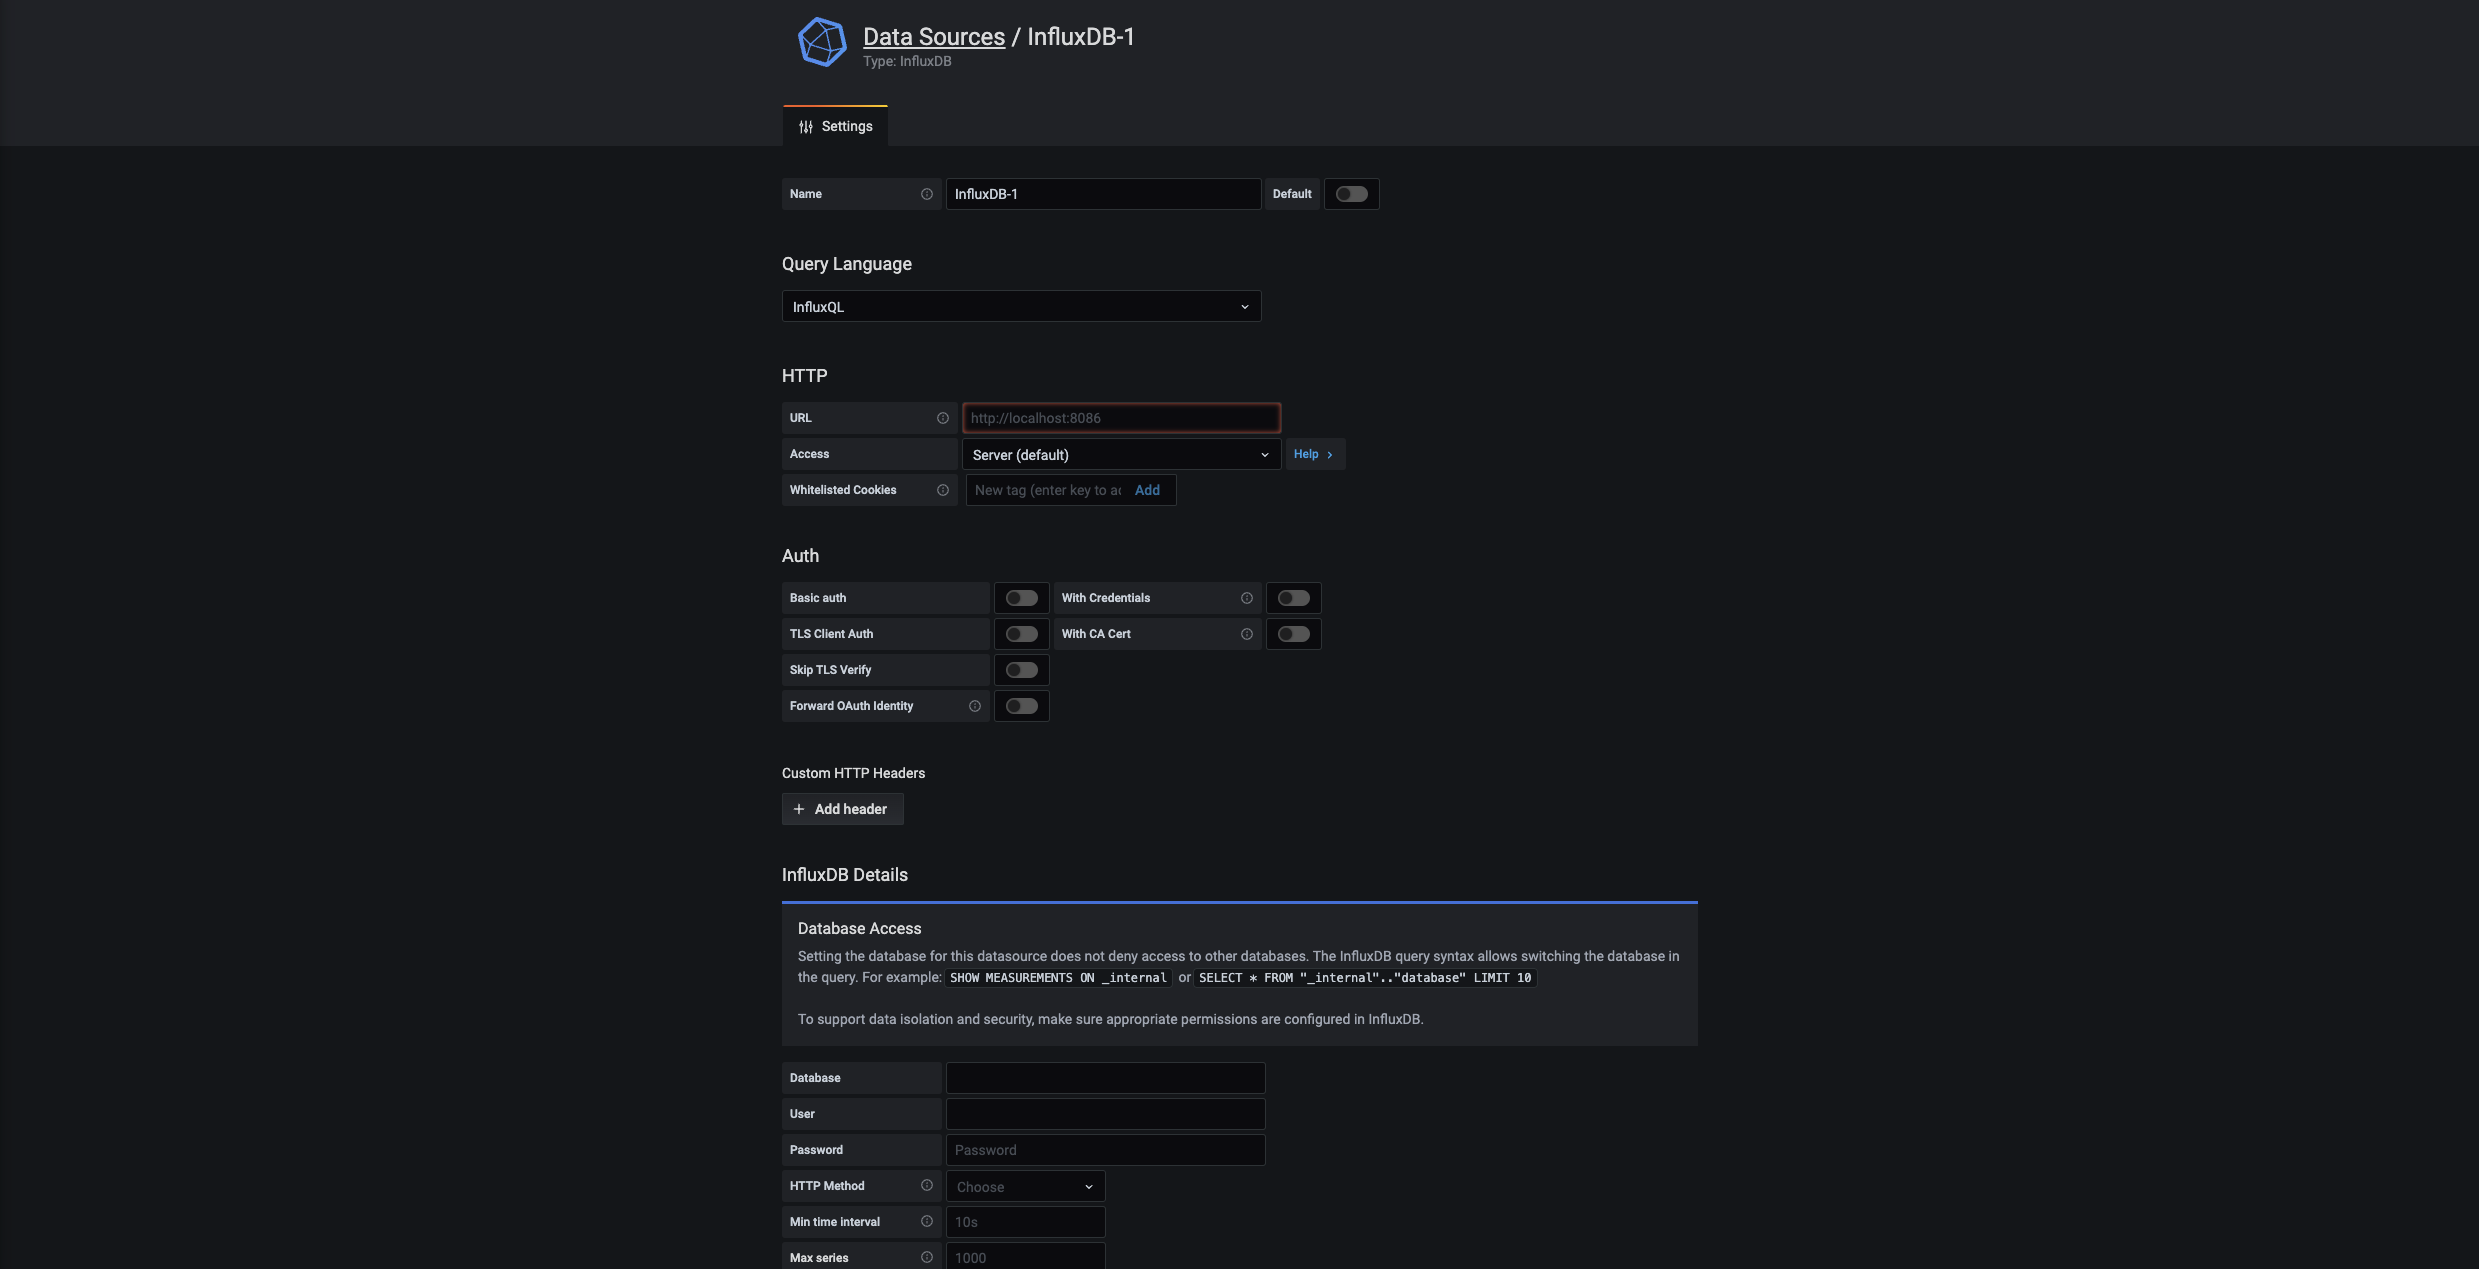 Data Sources / InfluxDB-1
Type: InfluxDB
Settings
Name InfluxDB-1 Default
Query Language
InfluxQL
HTTP
URL http://localhost:8086
Access Server (default) Help
Whitelisted Cookies New tag (enter key to ac Add
Auth
Basic auth With Credentials
TLS Client Auth With CA Cert
Skip TLS Verify
Forward OAuth Identity
Custom HTTP Headers
Add header
InfluxDB Details
Database Access
Setting the database for this datasource does not deny access to other databases. The InfluxDB query syntax allows switching the database in
the query. For example: SHOW MEASUREMENTS ON _internal or SELECT * FROM "_internal".."database" LIMIT 10
To support data isolation and security, make sure appropriate permissions are configured in InfluxDB.
Database
User
Password Password
HTTP Method Choose
Min time interval 10s
Max series 1000